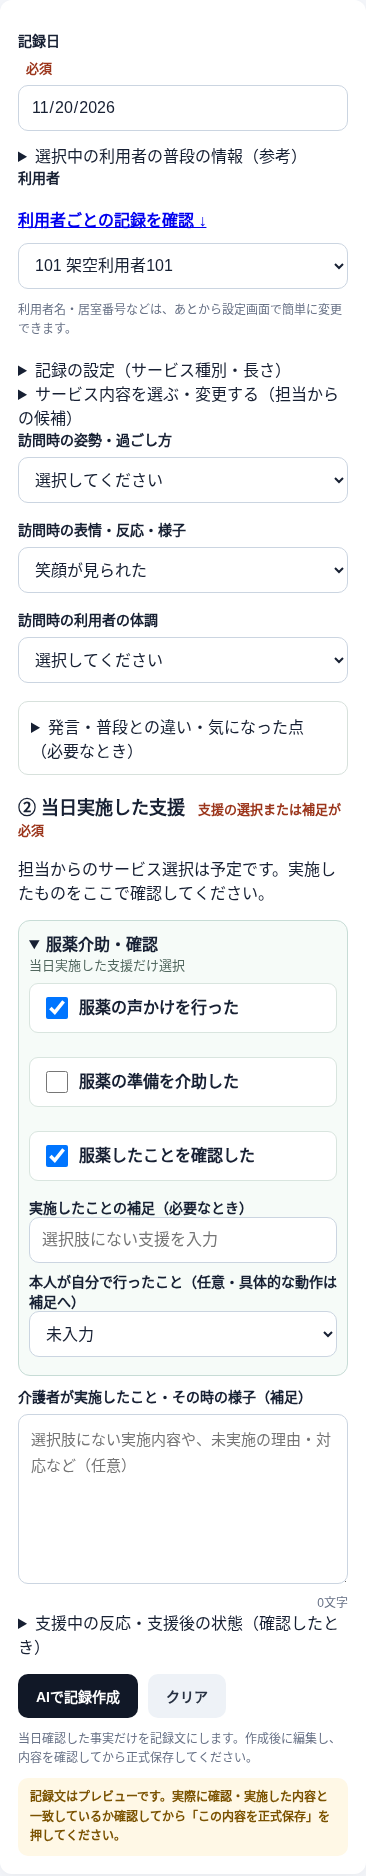 記録日
必須
11/20/2026
▶ 選択中の利用者の普段の情報（参考）
利用者
利用者ごとの記録を確認 ↓
101 架空利用者101
利用者名・居室番号などは、あとから設定画面で簡単に変更
できます。
▶ 記録の設定（サービス種別・長さ）
▶ サービス内容を選ぶ・変更する（担当から
の候補）
訪問時の姿勢・過ごし方
選択してください
訪問時の表情・反応・様子
笑顔が見られた
訪問時の利用者の体調
選択してください
▶ 発言・普段との違い・気になった点
（必要なとき）
② 当日実施した支援 支援の選択または補足が
必須
担当からのサービス選択は予定です。実施し
たものをここで確認してください。
▼ 服薬介助・確認
当日実施した支援だけ選択
服薬の声かけを行った
服薬の準備を介助した
服薬したことを確認した
実施したことの補足（必要なとき）
選択肢にない支援を入力
本人が自分で行ったこと（任意・具体的な動作は
補足へ）
未入力
介護者が実施したこと・その時の様子（補足）
選択肢にない実施内容や、未実施の理由・対
応など（任意）
0文字
▶ 支援中の反応・支援後の状態（確認したと
き）
AIで記録作成 クリア
当日確認した事実だけを記録文にします。作成後に編集し、
内容を確認してから正式保存してください。
記録文はプレビューです。実際に確認・実施した内容と
一致しているか確認してから「この内容を正式保存」を
押してください。